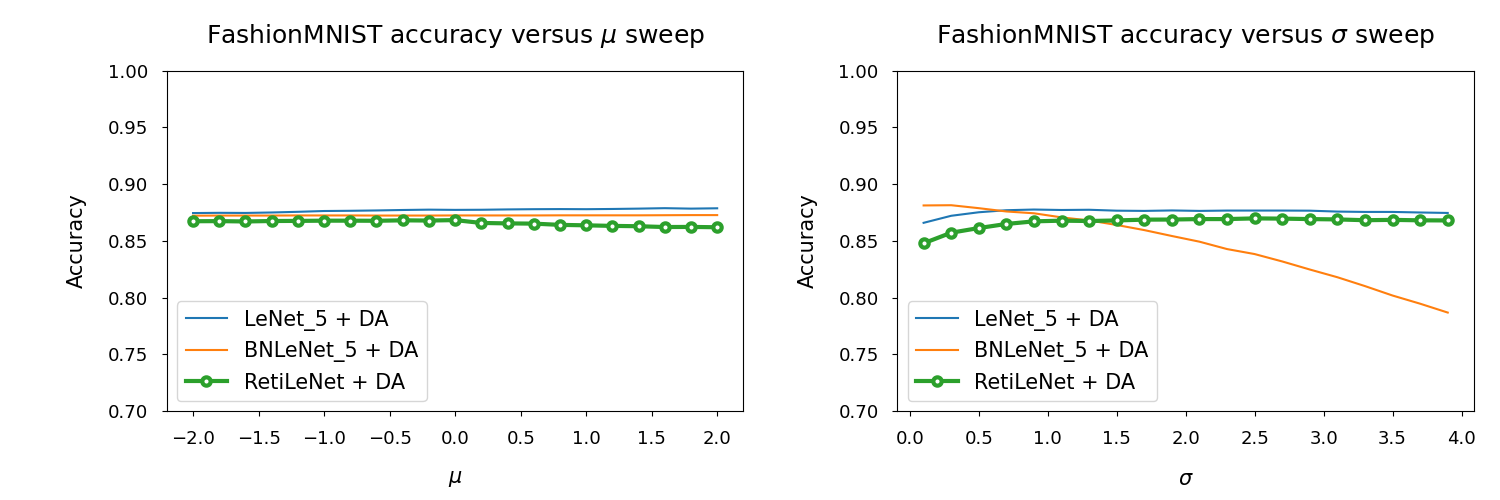 FashionMNIST accuracy versus μ sweep
1.00
0.95
0.90
0.85
0.80
0.75
0.70
Accuracy
LeNet_5 + DA
BNLeNet_5 + DA
RetiLeNet + DA
−2.0 −1.5 −1.0 −0.5 0.0 0.5 1.0 1.5 2.0
μ
FashionMNIST accuracy versus σ sweep
1.00
0.95
0.90
0.85
0.80
0.75
0.70
Accuracy
LeNet_5 + DA
BNLeNet_5 + DA
RetiLeNet + DA
0.0 0.5 1.0 1.5 2.0 2.5 3.0 3.5 4.0
σ